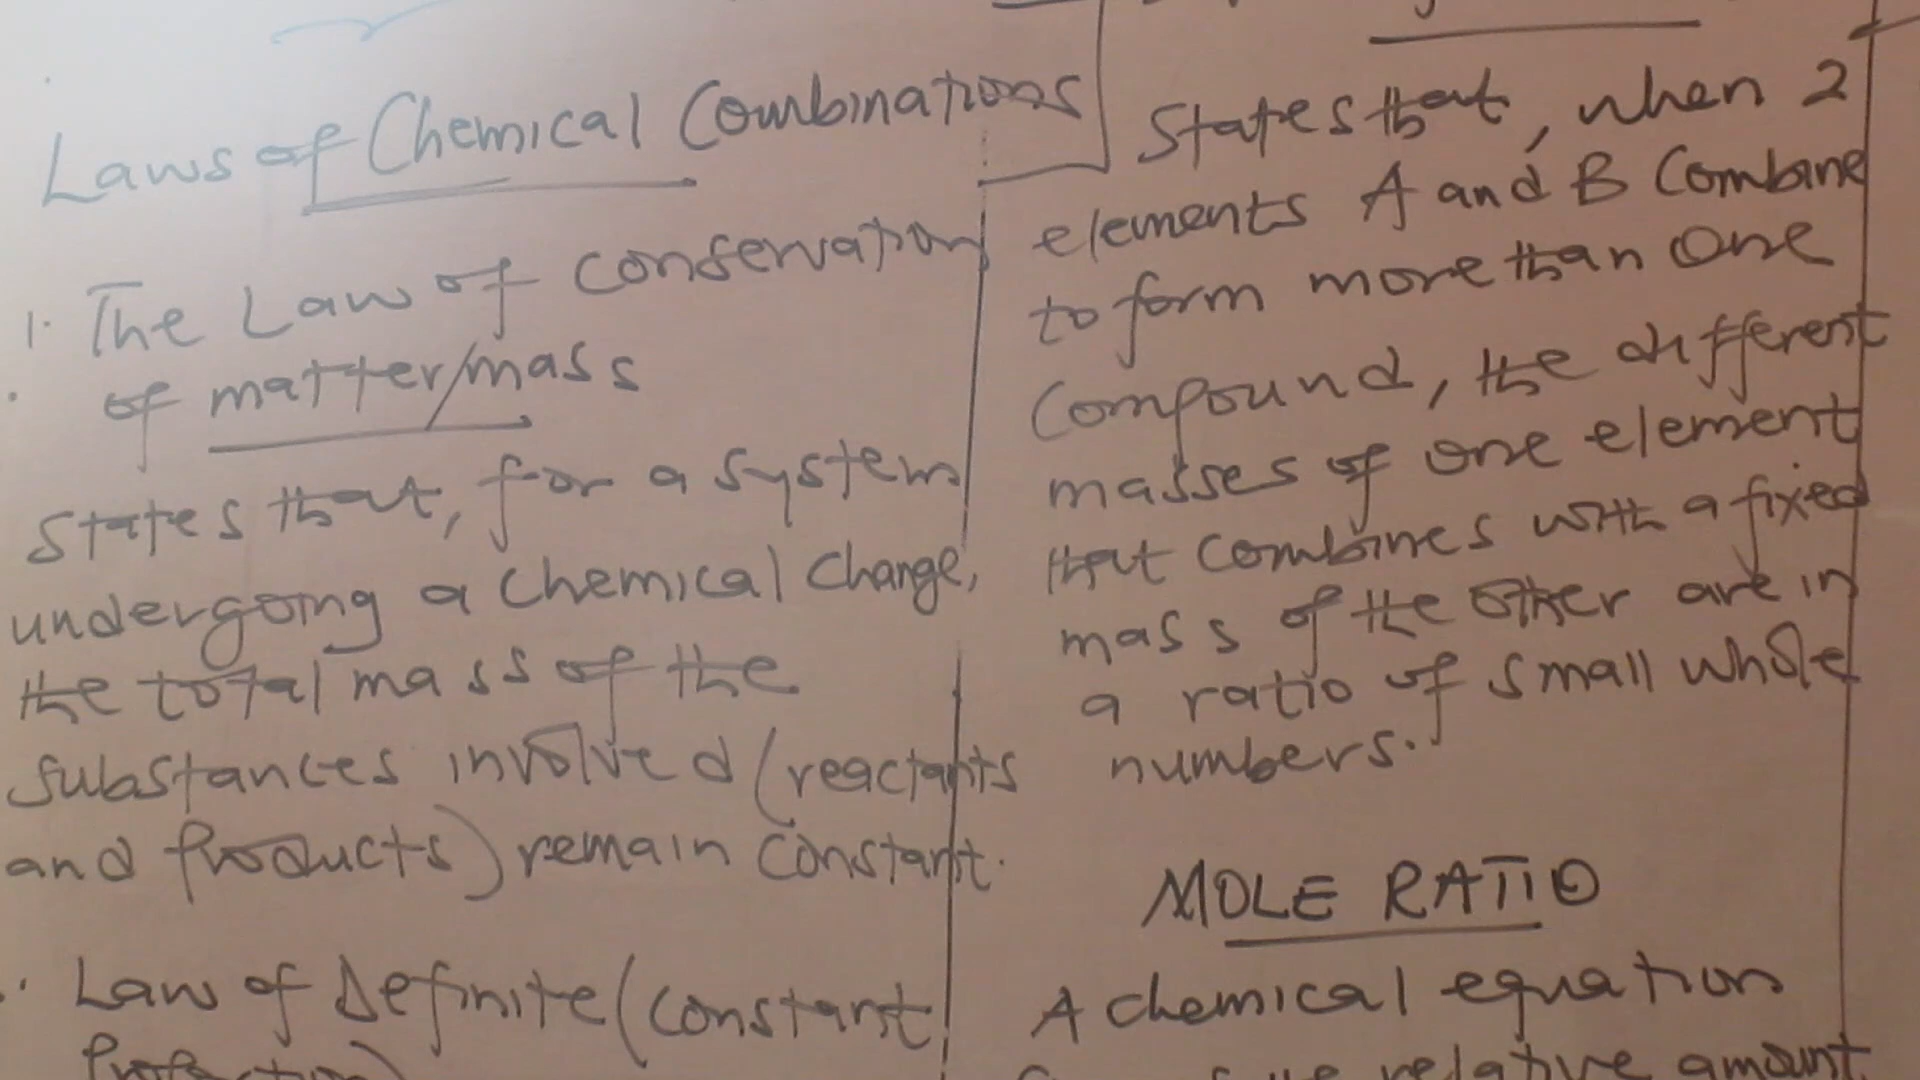 Laws of Chemical Combinations
1. The Law of conservation
of matter/mass
States that, for a system
undergoing a chemical change,
the total mass of the
substances involved (reactants
and Products) remain constant.
Law of Definite (Constant
States that, when 2
elements A and B Combine
to form more than One
Compound, the different
masses of one element
that combines with a fixed
mass of the other are in
a ratio of small whole
numbers.
MOLE RATIO
A chemical equation
relative amount